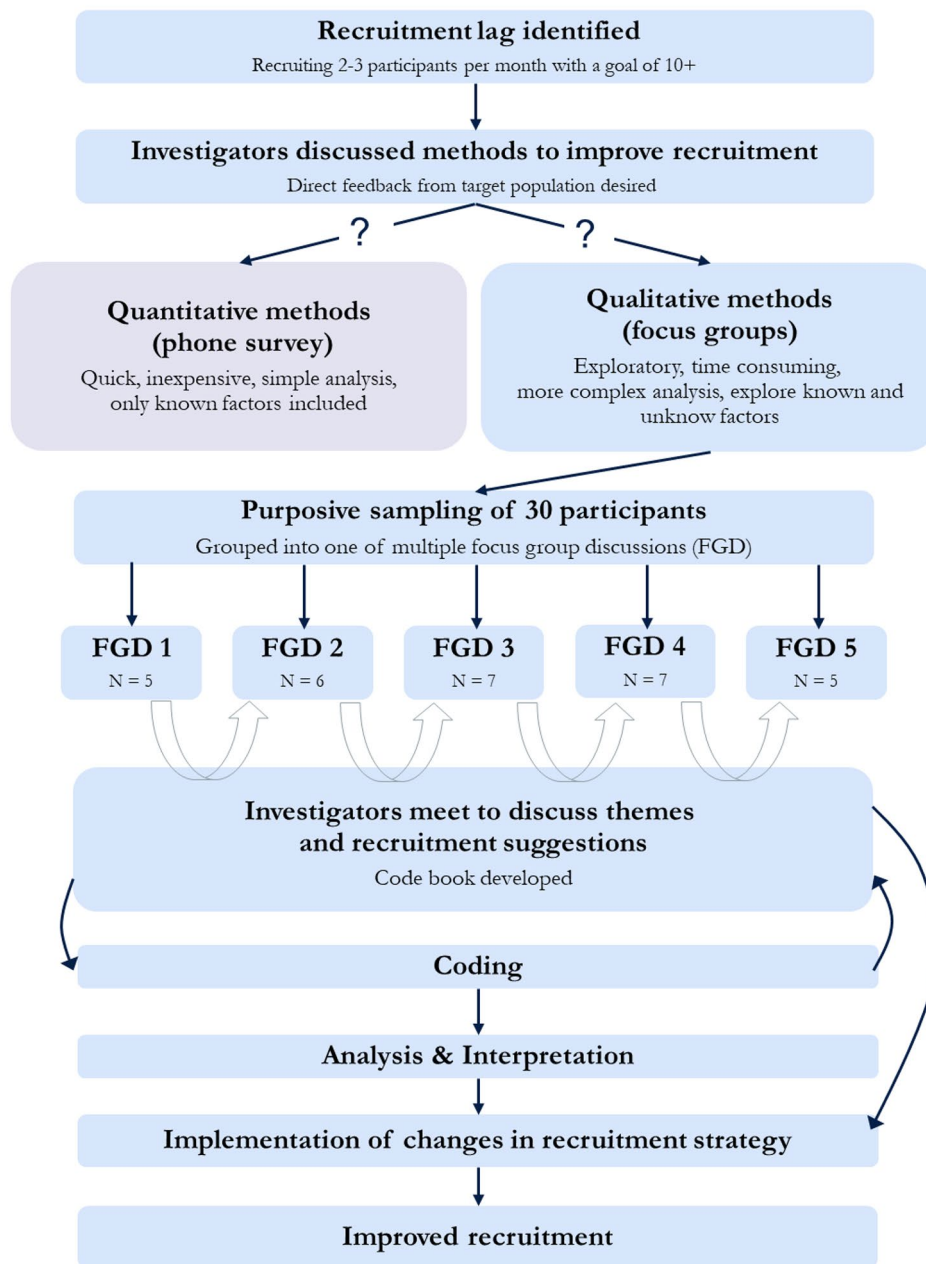 Recruitment lag identified
Recruiting 2-3 participants per month with a goal of 10+
Investigators discussed methods to improve recruitment
Direct feedback from target population desired
?
?
Quantitative methods
(phone survey)
Quick, inexpensive, simple analysis,
only known factors included
Qualitative methods
(focus groups)
Exploratory, time consuming,
more complex analysis, explore known and
unknow factors
Purposive sampling of 30 participants
Grouped into one of multiple focus group discussions (FGD)
FGD 1
N = 5
FGD 2
N = 6
FGD 3
N = 7
FGD 4
N = 7
FGD 5
N = 5
Investigators meet to discuss themes
and recruitment suggestions
Code book developed
Coding
Analysis & Interpretation
Implementation of changes in recruitment strategy
Improved recruitment